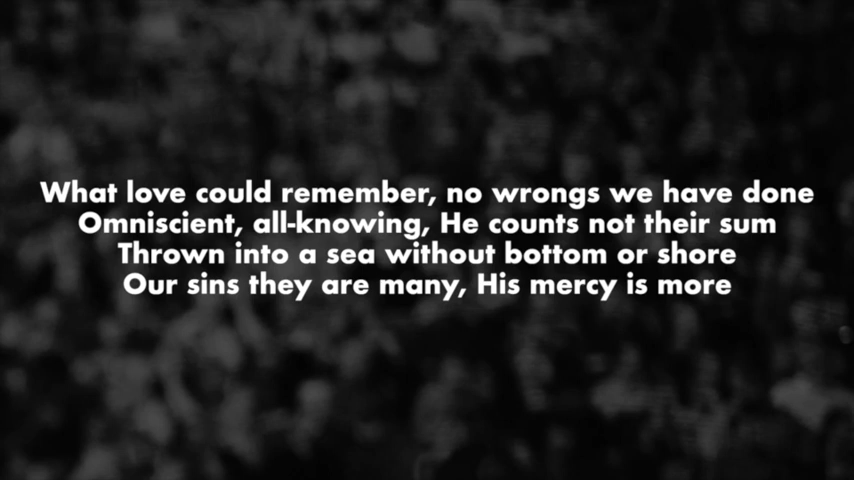 What love could remember, no wrongs we have done
Omniscient, all-knowing, He counts not their sum
Thrown into a sea without bottom or shore
Our sins they are many, His mercy is more